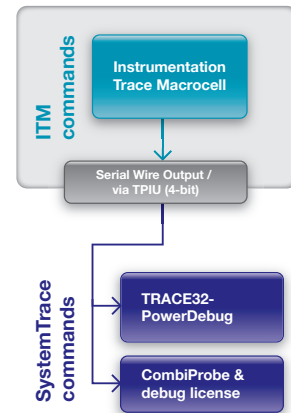 ITM
commands
Instrumentation
Trace Macrocell
Serial Wire Output /
via TPIU (4-bit)
SystemTrace
commands
TRACE32-
PowerDebug
CombiProbe &
debug license